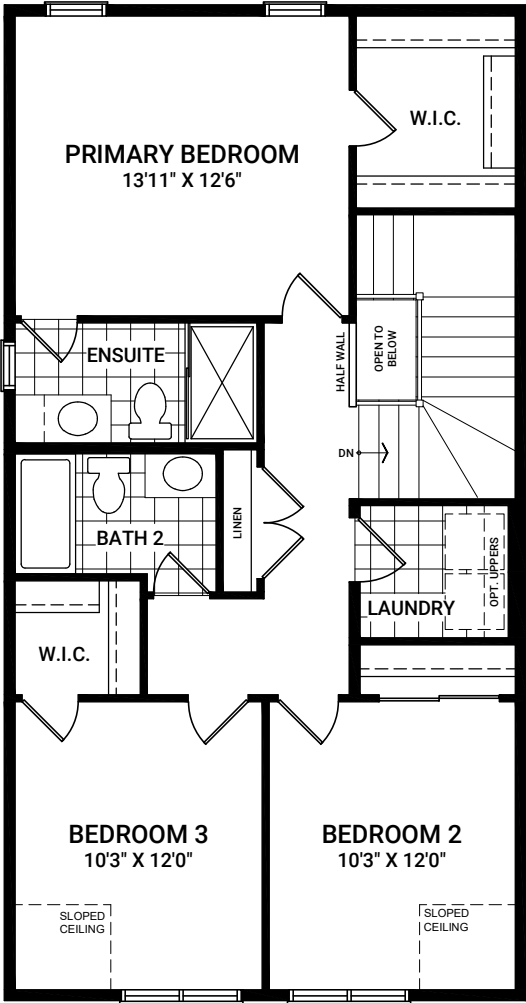 W.I.C.
PRIMARY BEDROOM
13'11" X 12'6"
ENSUITE
HALF WALL
OPEN TO
BELOW
DN
LINEN
BATH 2
OPT. UPPERS
LAUNDRY
W.I.C.
BEDROOM 3
10'3" X 12'0"
BEDROOM 2
10'3" X 12'0"
SLOPED
CEILING
SLOPED
CEILING